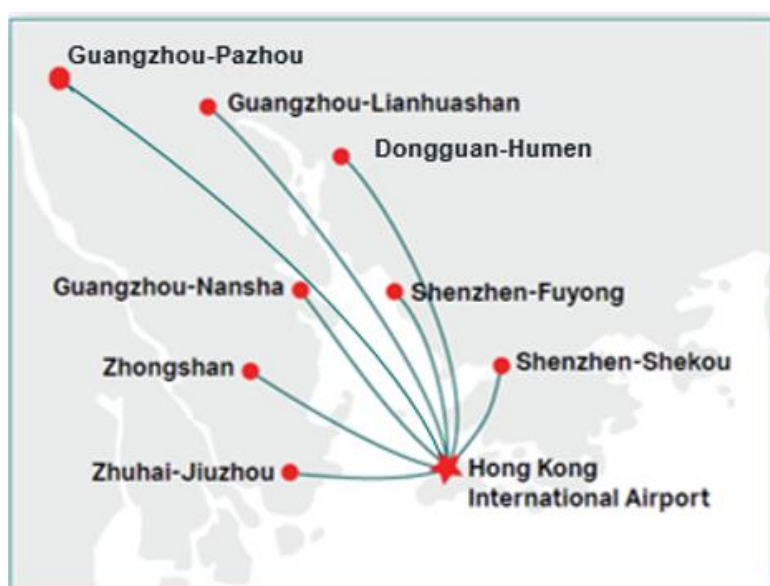 Guangzhou-Pazhou
Guangzhou-Lianhuashan
Dongguan-Humen
Guangzhou-Nansha
Shenzhen-Fuyong
Zhongshan
Shenzhen-Shekou
Zhuhai-Jiuzhou
Hong Kong
International Airport